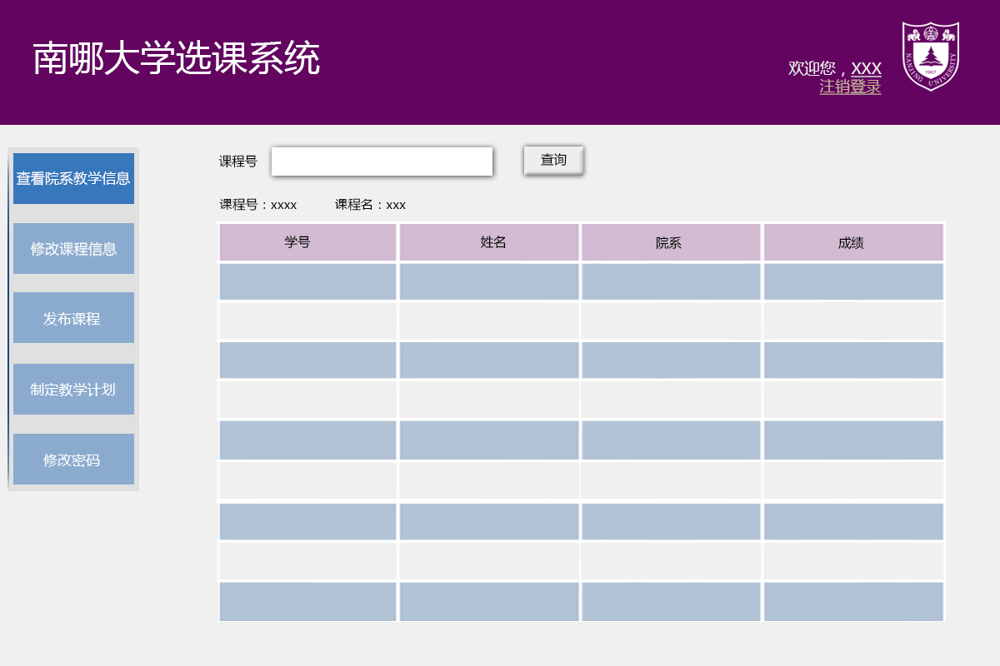 南哪大学选课系统
欢迎您，XXX
注销登录
NANJING UNIVERSITY
1902
查看院系教学信息
修改课程信息
发布课程
制定教学计划
修改密码
课程号
查询
课程号：xxxx 课程名：xxx
学号 姓名 院系 成绩